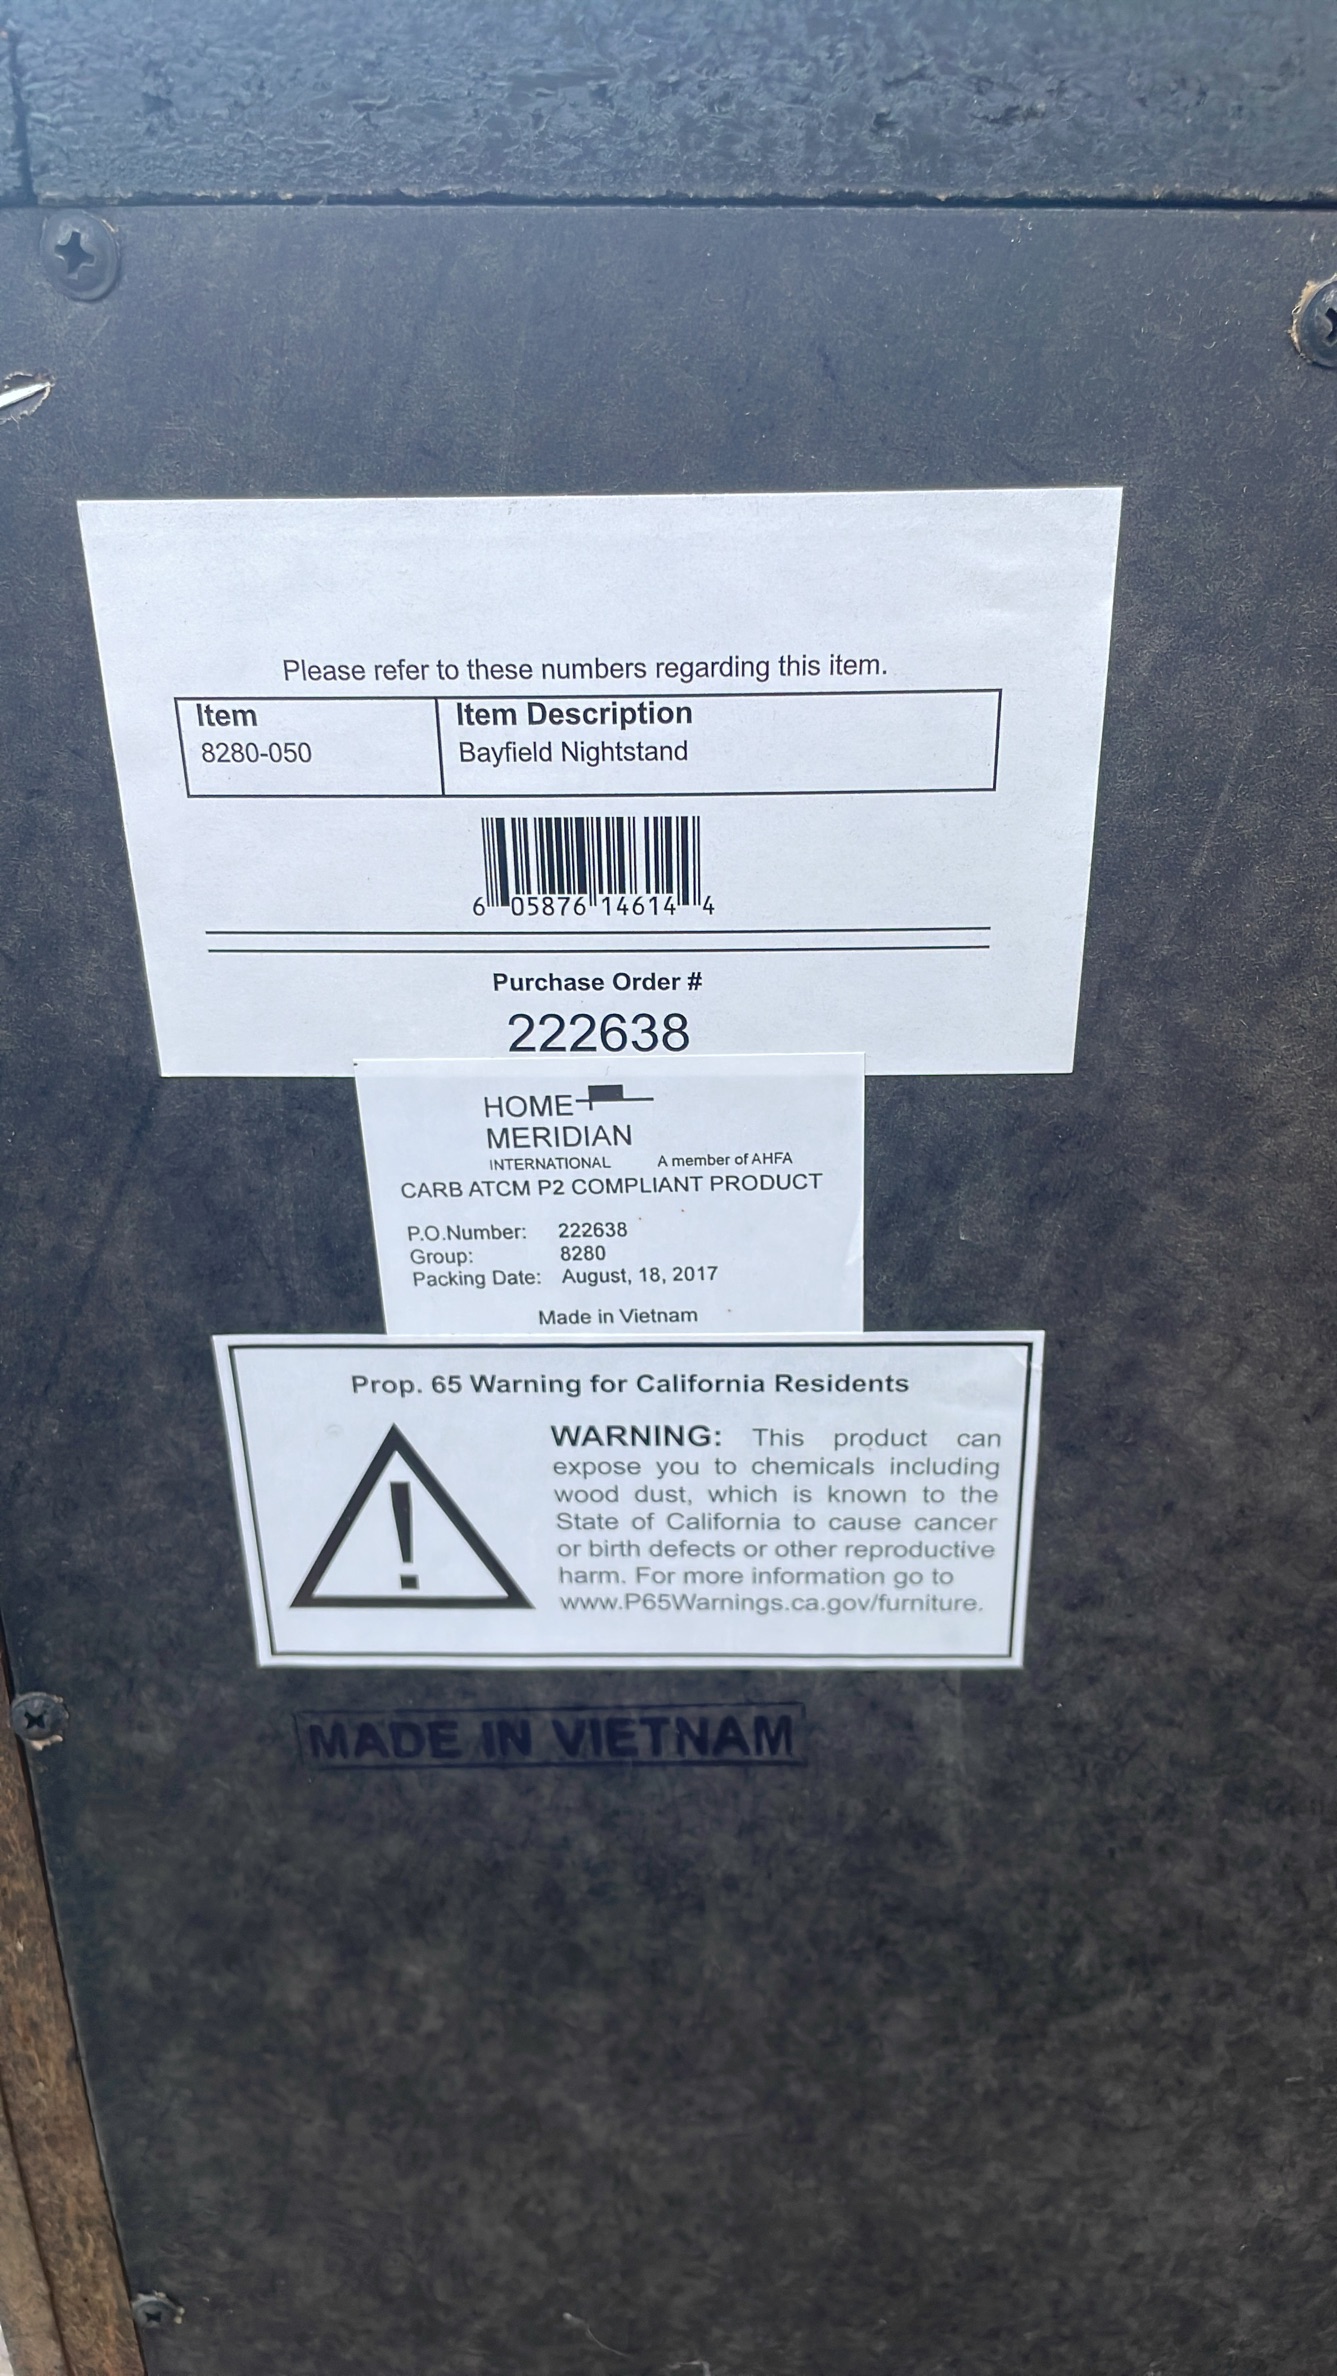 Please refer to these numbers regarding this item.
Item Item Description
8280-050 Bayfield Nightstand
6 05876 14614 4
Purchase Order #
222638
HOME
MERIDIAN
INTERNATIONAL A member of AHFA
CARB ATCM P2 COMPLIANT PRODUCT
P.O.Number: 222638
Group: 8280
Packing Date: August, 18, 2017
Made in Vietnam
Prop. 65 Warning for California Residents
WARNING: This product can
expose you to chemicals including
wood dust, which is known to the
State of California to cause cancer
or birth defects or other reproductive
harm. For more information go to
www.P65Warnings.ca.gov/furniture.
MADE IN VIETNAM